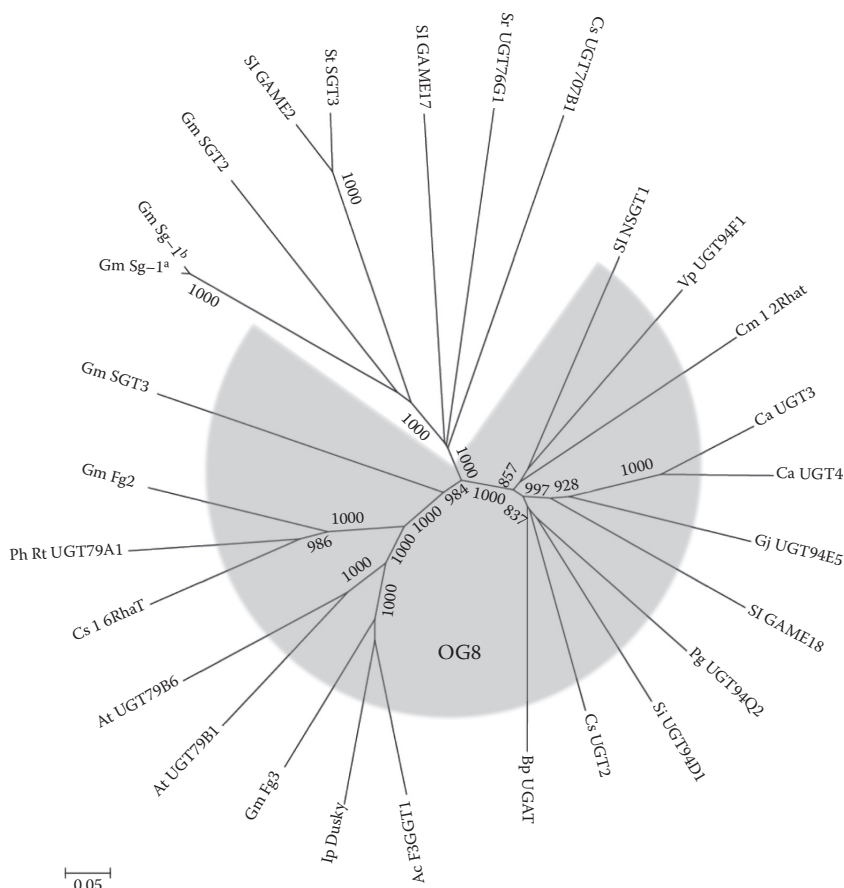 Sl GAME2
St SGT3
Sl GAME17
Sr UGT76G1
Cs UGT707B1
Gm SGT2
Gm Sg–1ᵇ
Gm Sg–1ᵃ
1000
1000
Sl NSGT1
Vp UGT94F1
Cm 1 2Rhat
Ca UGT3
1000
Ca UGT4
Gj UGT94E5
Sl GAME18
Pg UGT94Q2
Si UGT94D1
Cs UGT2
Bp UGAT
Ac F3GGT1
Ip Dusky
Gm Fg3
At UGT79B1
At UGT79B6
Cs 1 6RhaT
Ph Rt UGT79A1
Gm Fg2
Gm SGT3
1000
1000
857
997
928
1000
837
984
1000
1000
986
1000
1000
1000
OG8
0.05